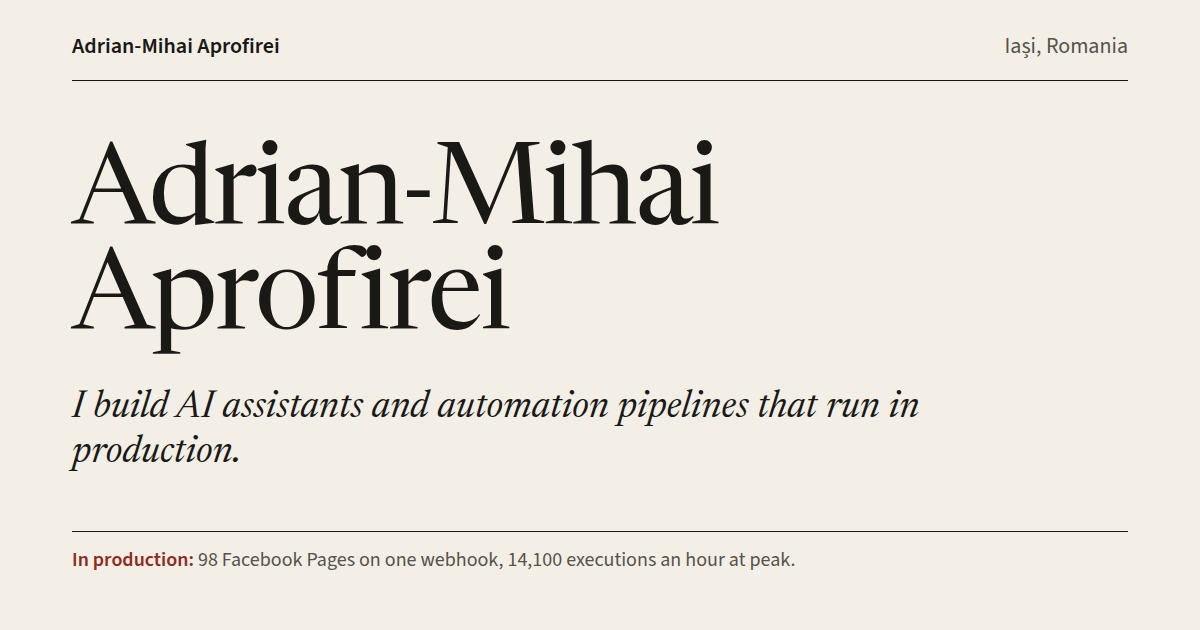 Adrian-Mihai Aprofirei
Iași, Romania
Adrian-Mihai
Aprofirei
I build AI assistants and automation pipelines that run in
production.
In production: 98 Facebook Pages on one webhook, 14,100 executions an hour at peak.